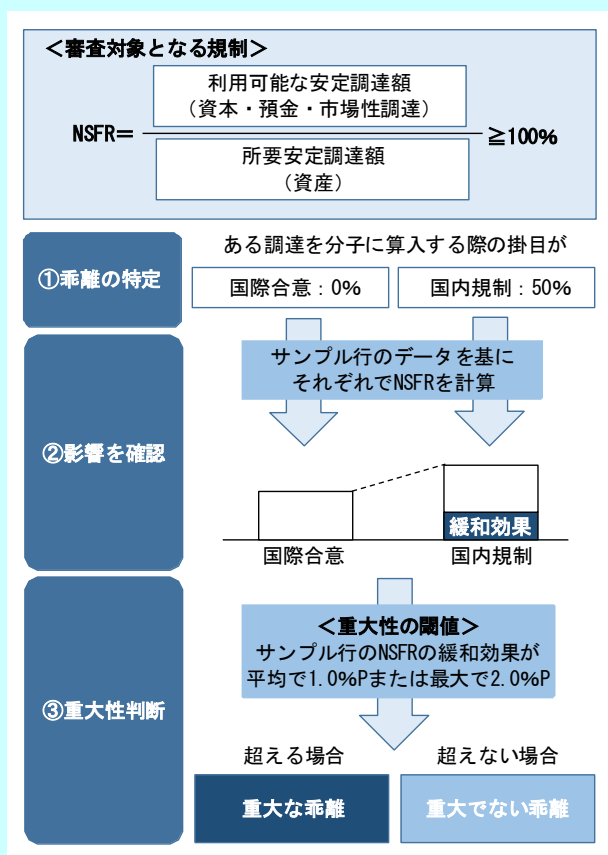 ＜審査対象となる規制＞
利用可能な安定調達額
（資本・預金・市場性調達）
NSFR＝
≧100%
所要安定調達額
（資産）
①乖離の特定
ある調達を分子に算入する際の掛目が
国際合意：0%
国内規制：50%
②影響を確認
サンプル行のデータを基に
それぞれでNSFRを計算
緩和効果
国際合意
国内規制
③重大性判断
＜重大性の閾値＞
サンプル行のNSFRの緩和効果が
平均で1.0%Pまたは最大で2.0%P
超える場合
超えない場合
重大な乖離
重大でない乖離